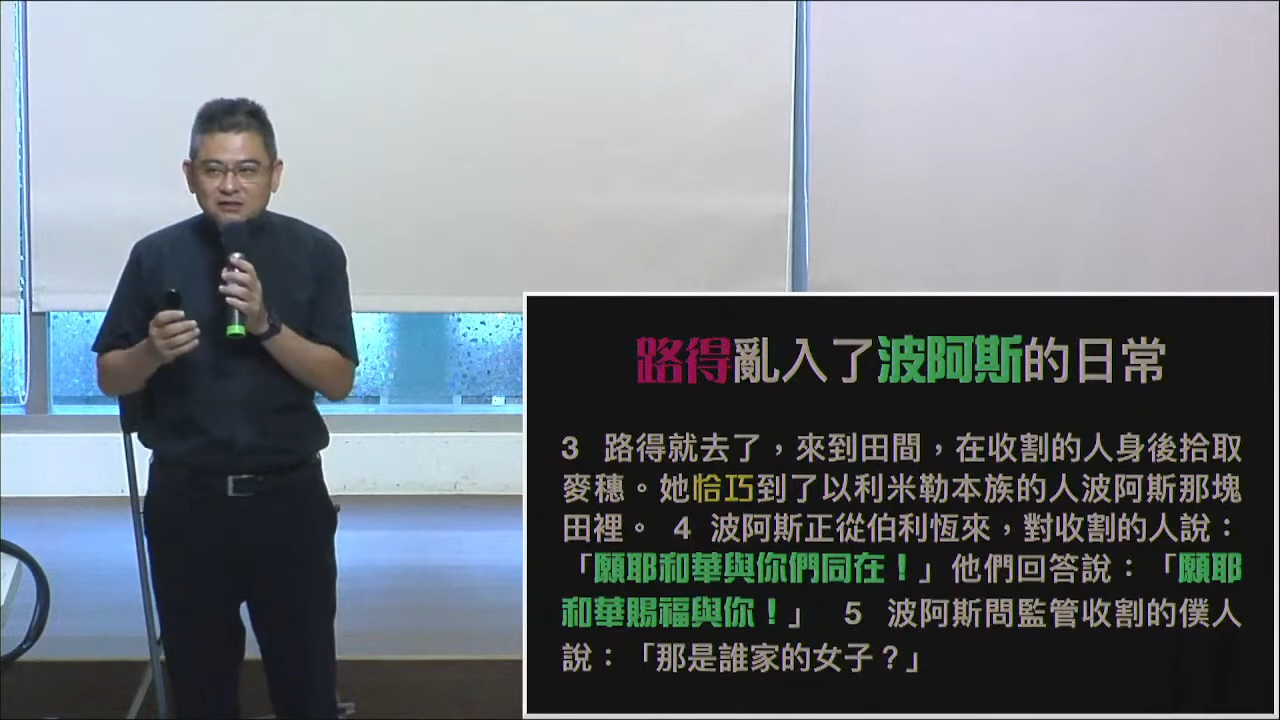 路得亂入了波阿斯的日常
3 路得就去了，來到田間，在收割的人身後拾取
麥穗。她恰巧到了以利米勒本族的人波阿斯那塊
田裡。 4 波阿斯正從伯利恆來，對收割的人說：
「願耶和華與你們同在！」他們回答說：「願耶
和華賜福與你！」 5 波阿斯問監管收割的僕人
說：「那是誰家的女子？」